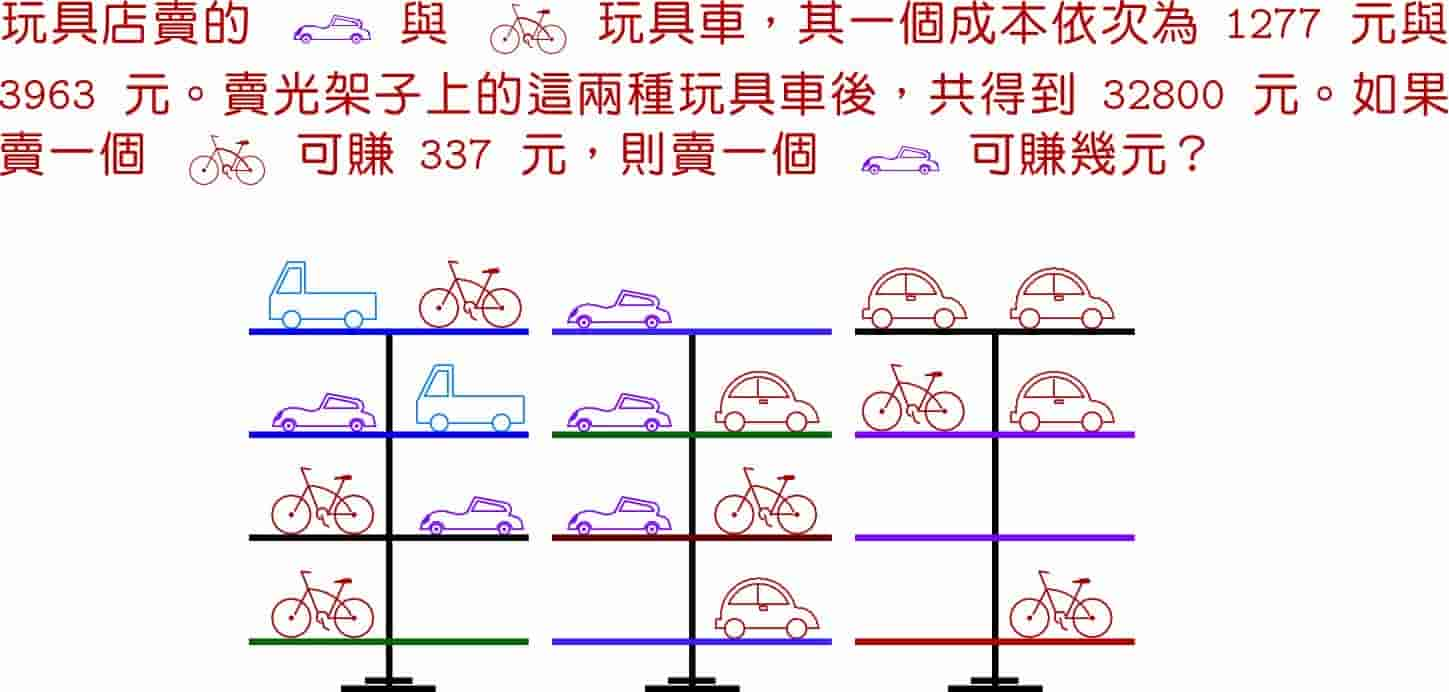 玩具店賣的 與 玩具車，其一個成本依次為 1277 元與
3963 元。賣光架子上的這兩種玩具車後，共得到 32800 元。如果
賣一個 可賺 337 元，則賣一個 可賺幾元？